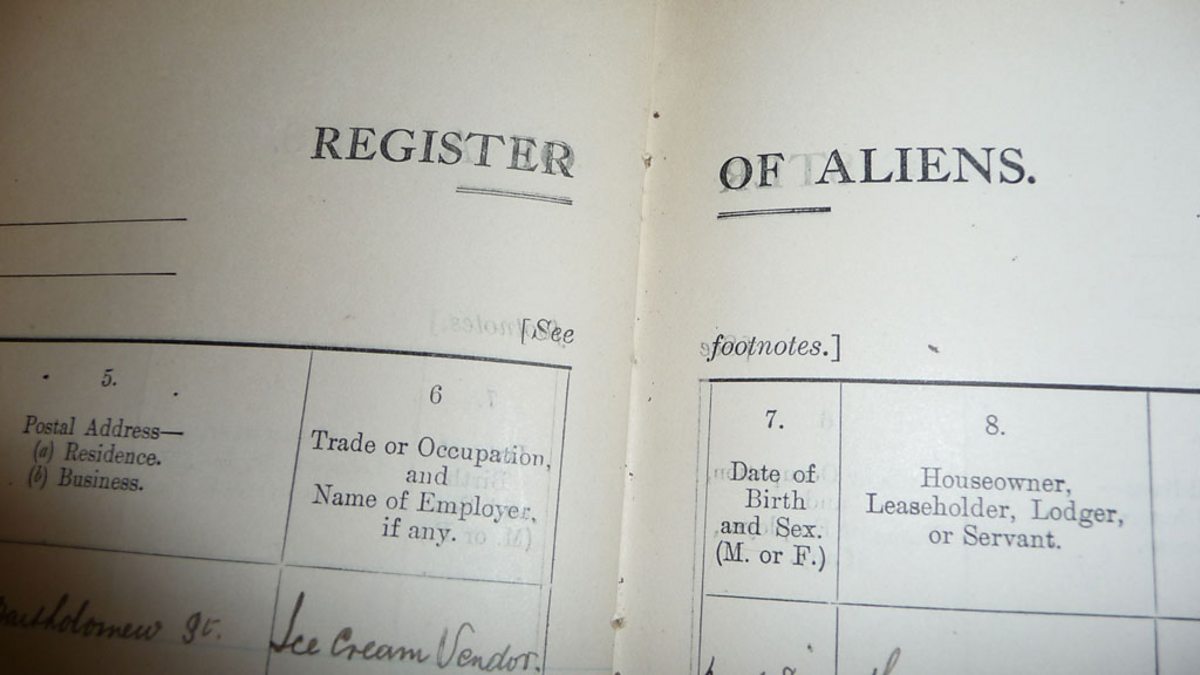 REGISTER OF ALIENS.
[See footnotes.]
5.
Postal Address—
(a) Residence.
(b) Business.
6
Trade or Occupation,
and
Name of Employer,
if any.
7.
Date of
Birth
and Sex.
(M. or F.)
8.
Houseowner,
Leaseholder, Lodger,
or Servant.
Bartholomew St.
Ice Cream Vendor.